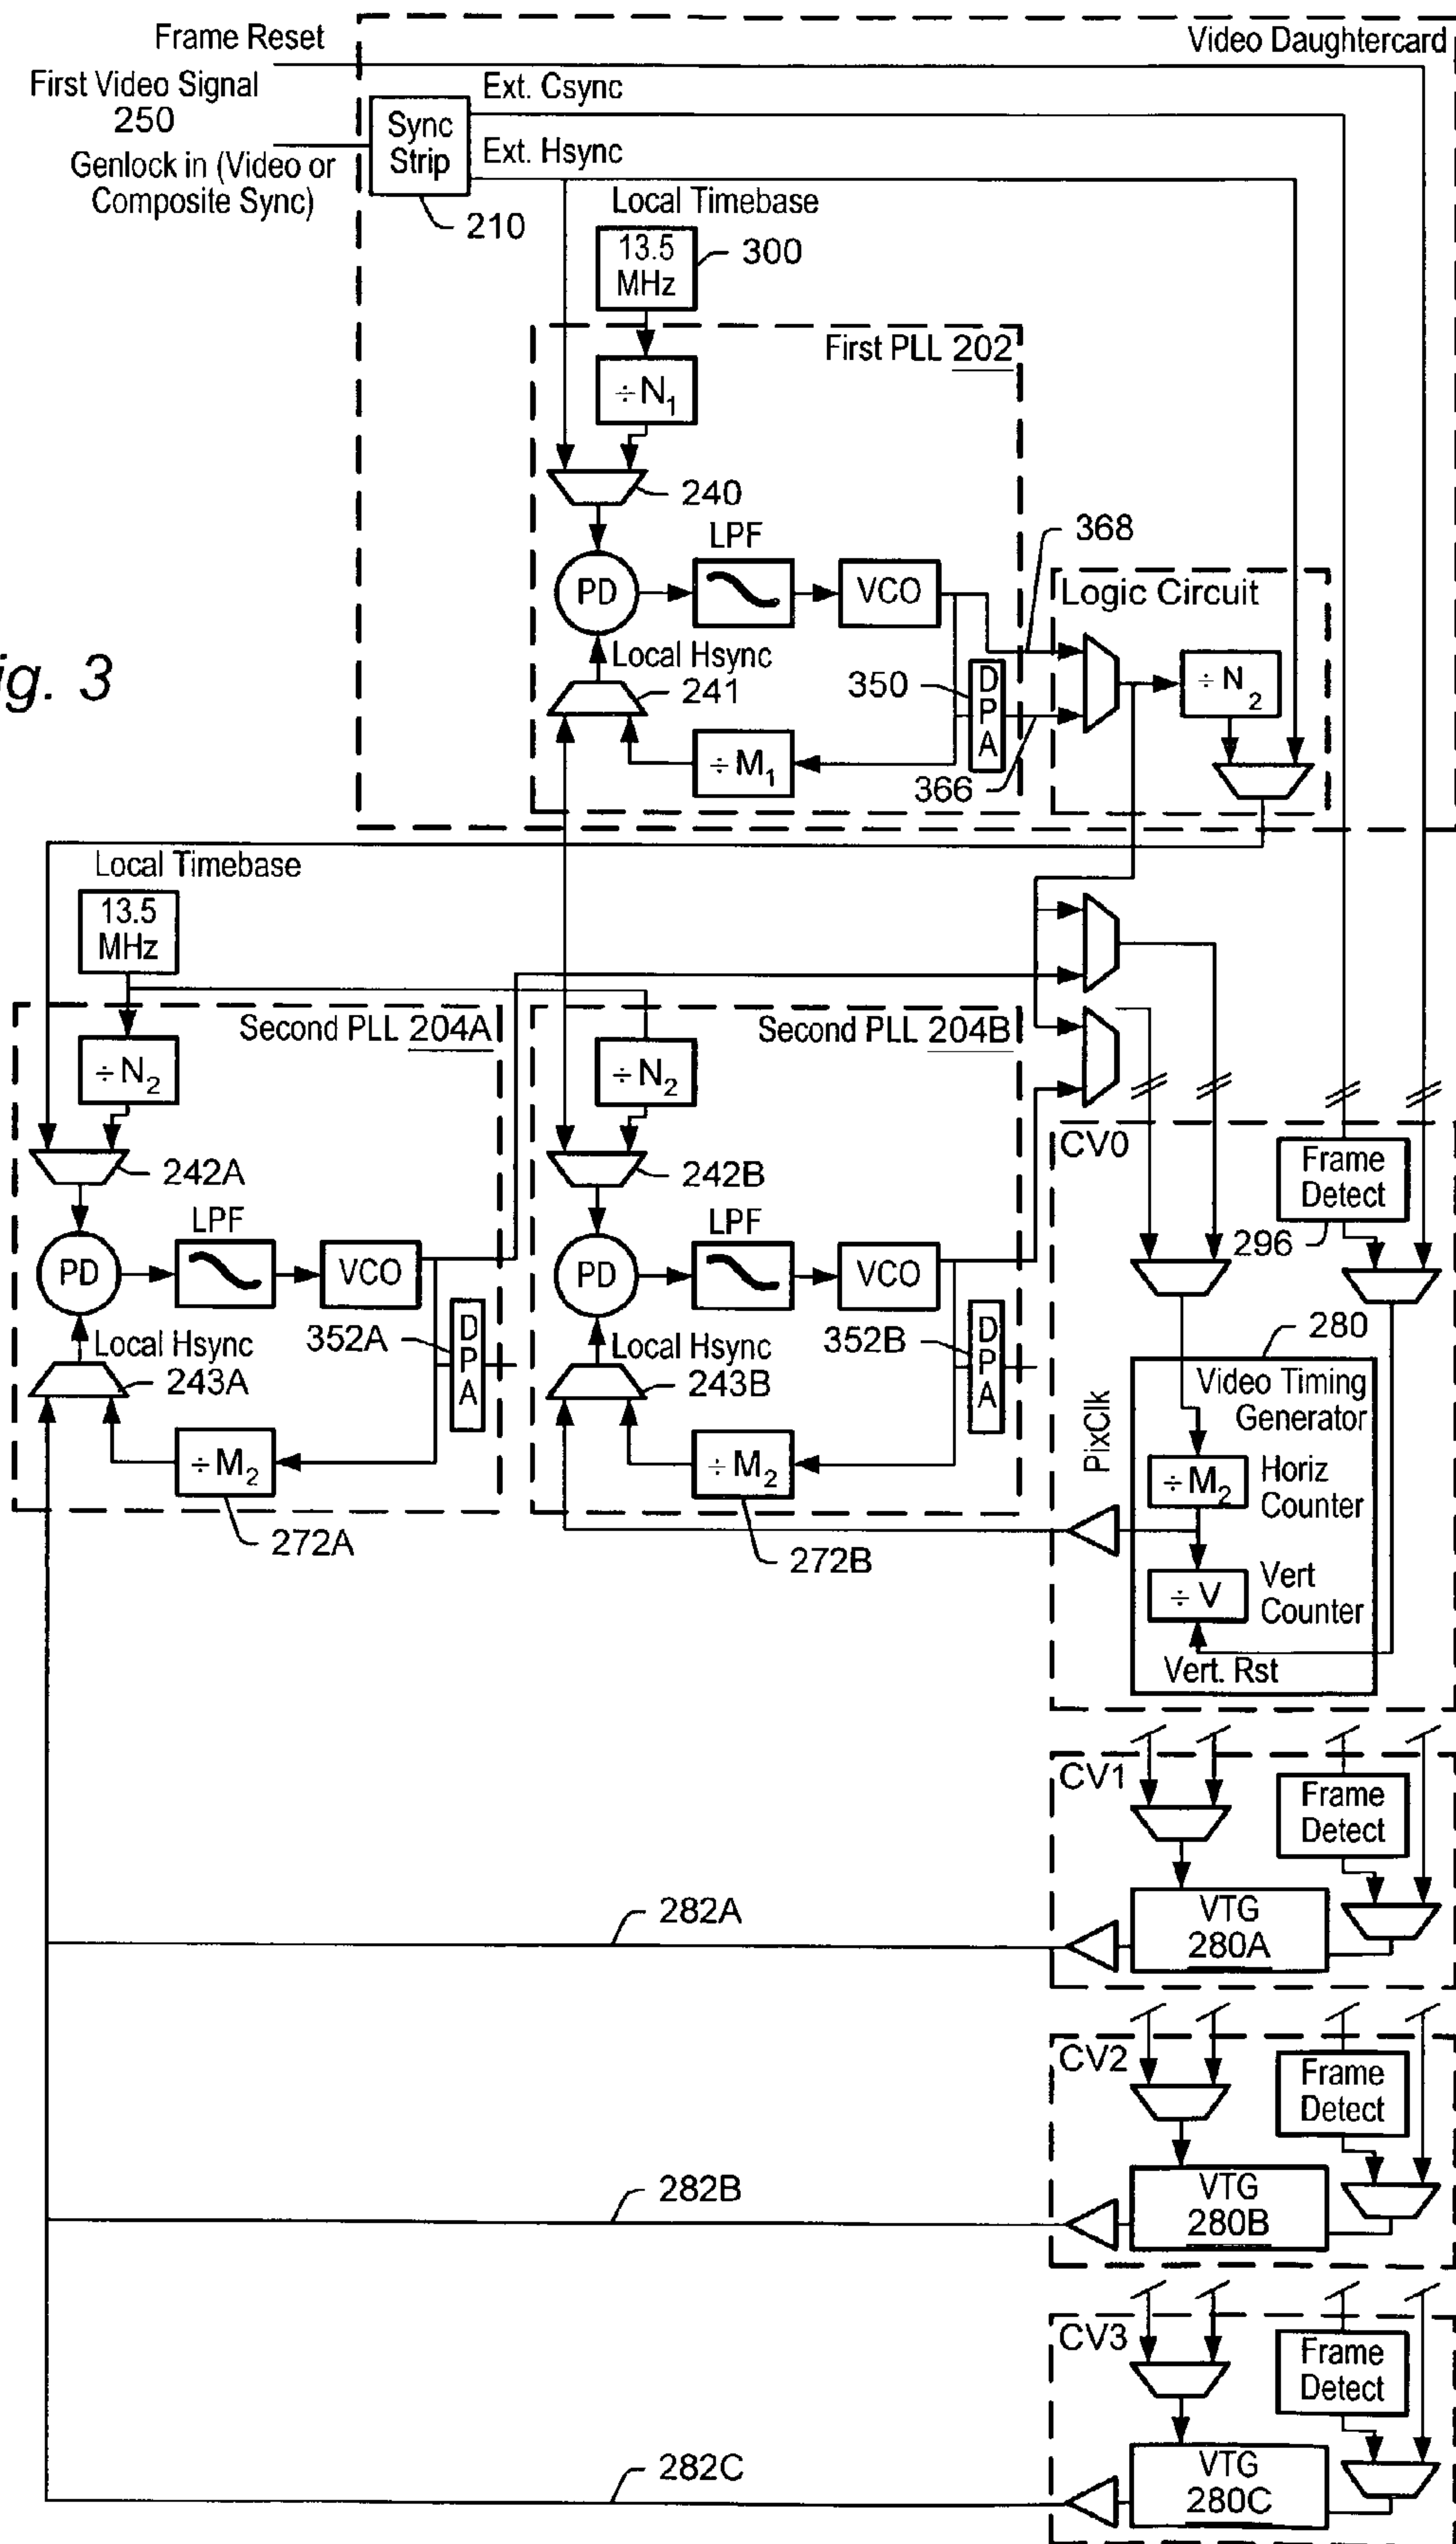 Frame Reset
Video Daughtercard
First Video Signal
250
Genlock in (Video or
Composite Sync)
Sync
Strip
210
Ext. Csync
Ext. Hsync
Local Timebase
13.5
MHz
300
First PLL 202
÷N1
240
LPF
PD
VCO
368
Logic Circuit
Local Hsync
241
350
DPA
÷N2
÷M1
366
ig. 3
Local Timebase
13.5
MHz
Second PLL 204A
÷N2
242A
LPF
PD
VCO
Local Hsync
243A
352A
DPA
÷M2
272A
Second PLL 204B
÷N2
242B
LPF
PD
VCO
Local Hsync
243B
352B
DPA
÷M2
272B
CV0
Frame
Detect
296
280
PixClk
Video Timing
Generator
÷M2
Horiz
Counter
÷V
Vert
Counter
Vert. Rst
CV1
Frame
Detect
VTG
280A
282A
CV2
Frame
Detect
VTG
280B
282B
CV3
Frame
Detect
VTG
280C
282C